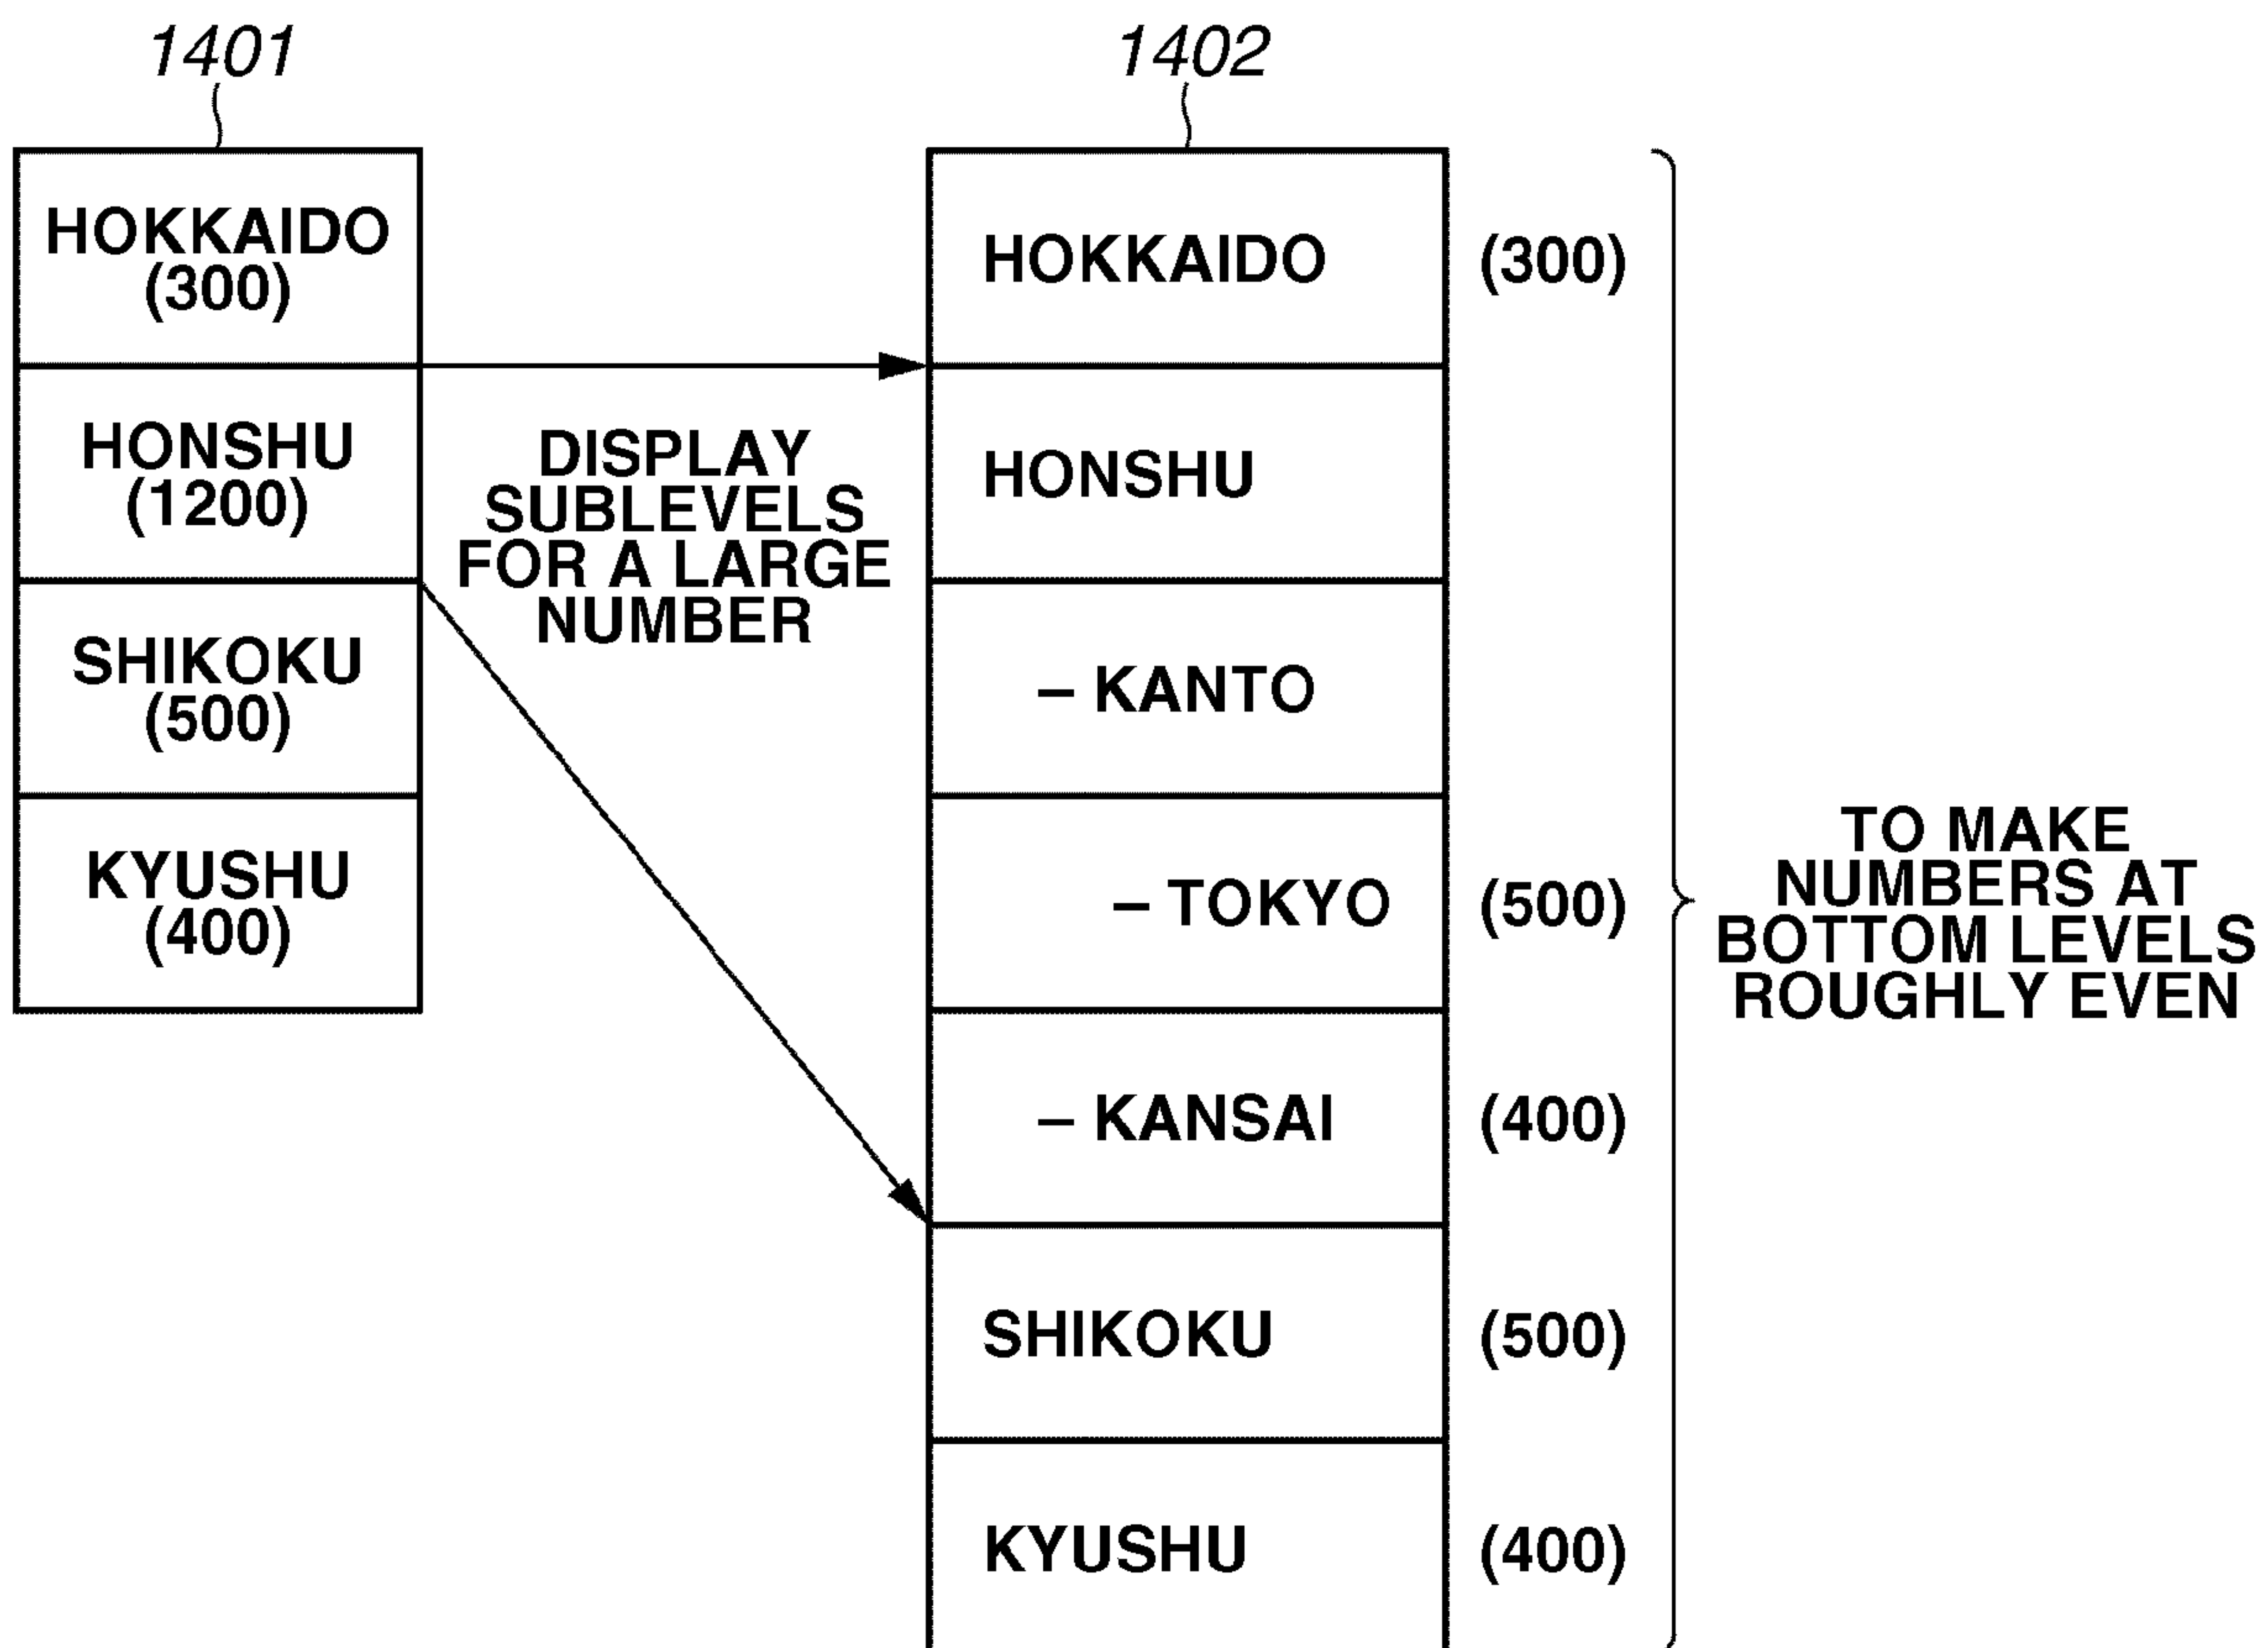 1401
1402
HOKKAIDO
(300)
HONSHU
(1200)
SHIKOKU
(500)
KYUSHU
(400)
DISPLAY
SUBLEVELS
FOR A LARGE
NUMBER
HOKKAIDO (300)
HONSHU
– KANTO
– TOKYO (500)
– KANSAI (400)
SHIKOKU (500)
KYUSHU (400)
TO MAKE
NUMBERS AT
BOTTOM LEVELS
ROUGHLY EVEN